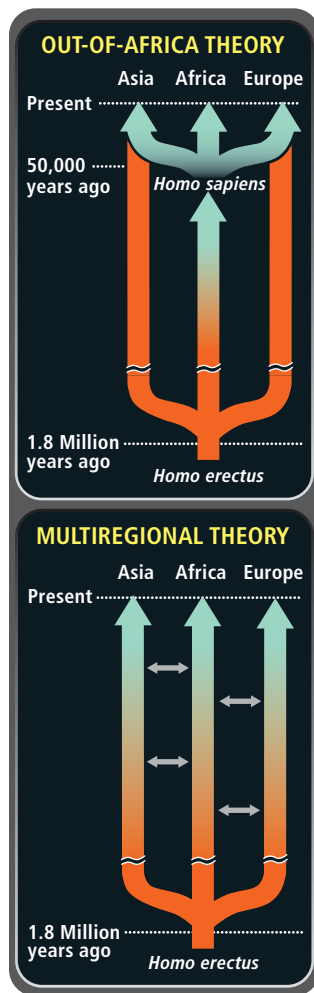 OUT-OF-AFRICA THEORY
Asia Africa Europe
Present
50,000
years ago
Homo sapiens
1.8 Million
years ago
Homo erectus
MULTIREGIONAL THEORY
Asia Africa Europe
Present
1.8 Million
years ago
Homo erectus